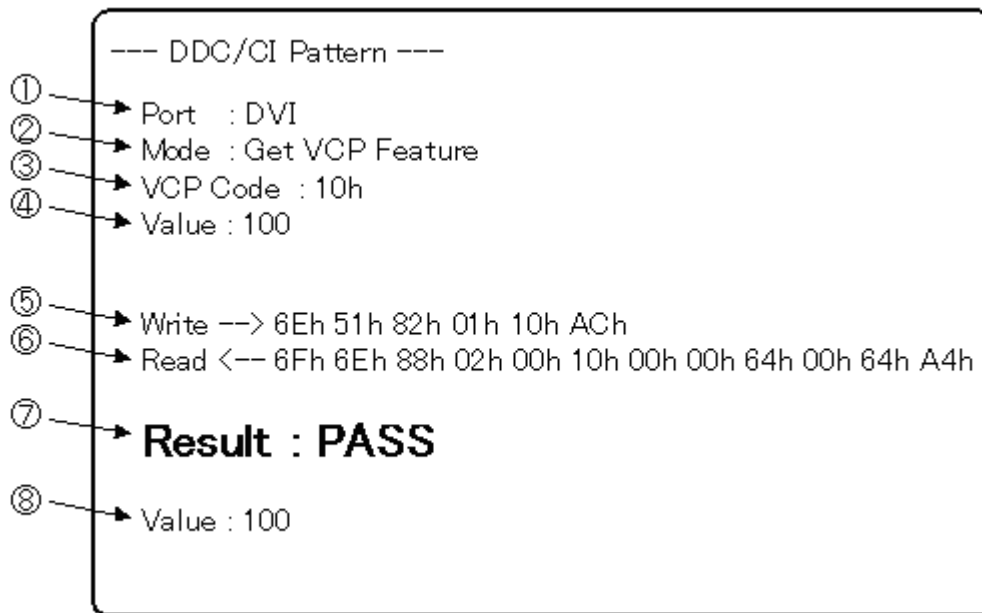 --- DDC/CI Pattern ---
① Port : DVI
② Mode : Get VCP Feature
③ VCP Code : 10h
④ Value : 100
⑤ Write --> 6Eh 51h 82h 01h 10h ACh
⑥ Read <-- 6Fh 6Eh 88h 02h 00h 10h 00h 00h 64h 00h 64h A4h
⑦ Result : PASS
⑧ Value : 100